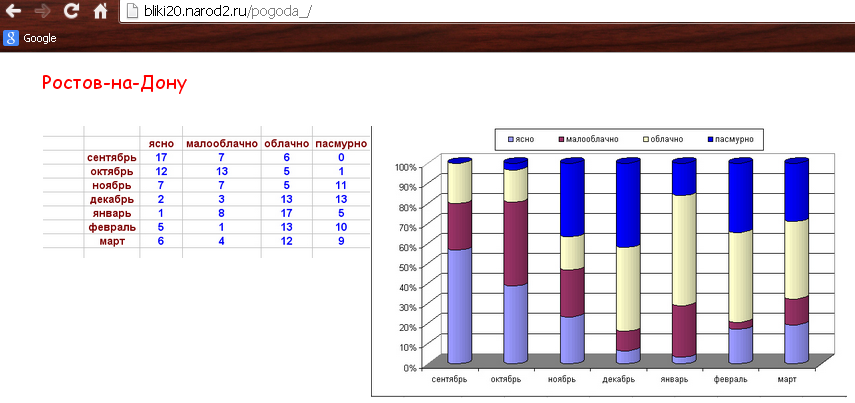 bliki20.narod2.ru/pogoda_/
Google
Ростов-на-Дону
ясно малооблачно облачно пасмурно
сентябрь 17 7 6 0
октябрь 12 13 5 1
ноябрь 7 7 5 11
декабрь 2 3 13 13
январь 1 8 17 5
февраль 5 1 13 10
март 6 4 12 9
ясно малооблачно облачно пасмурно
100%
90%
80%
70%
60%
50%
40%
30%
20%
10%
0%
сентябрь октябрь ноябрь декабрь январь февраль март